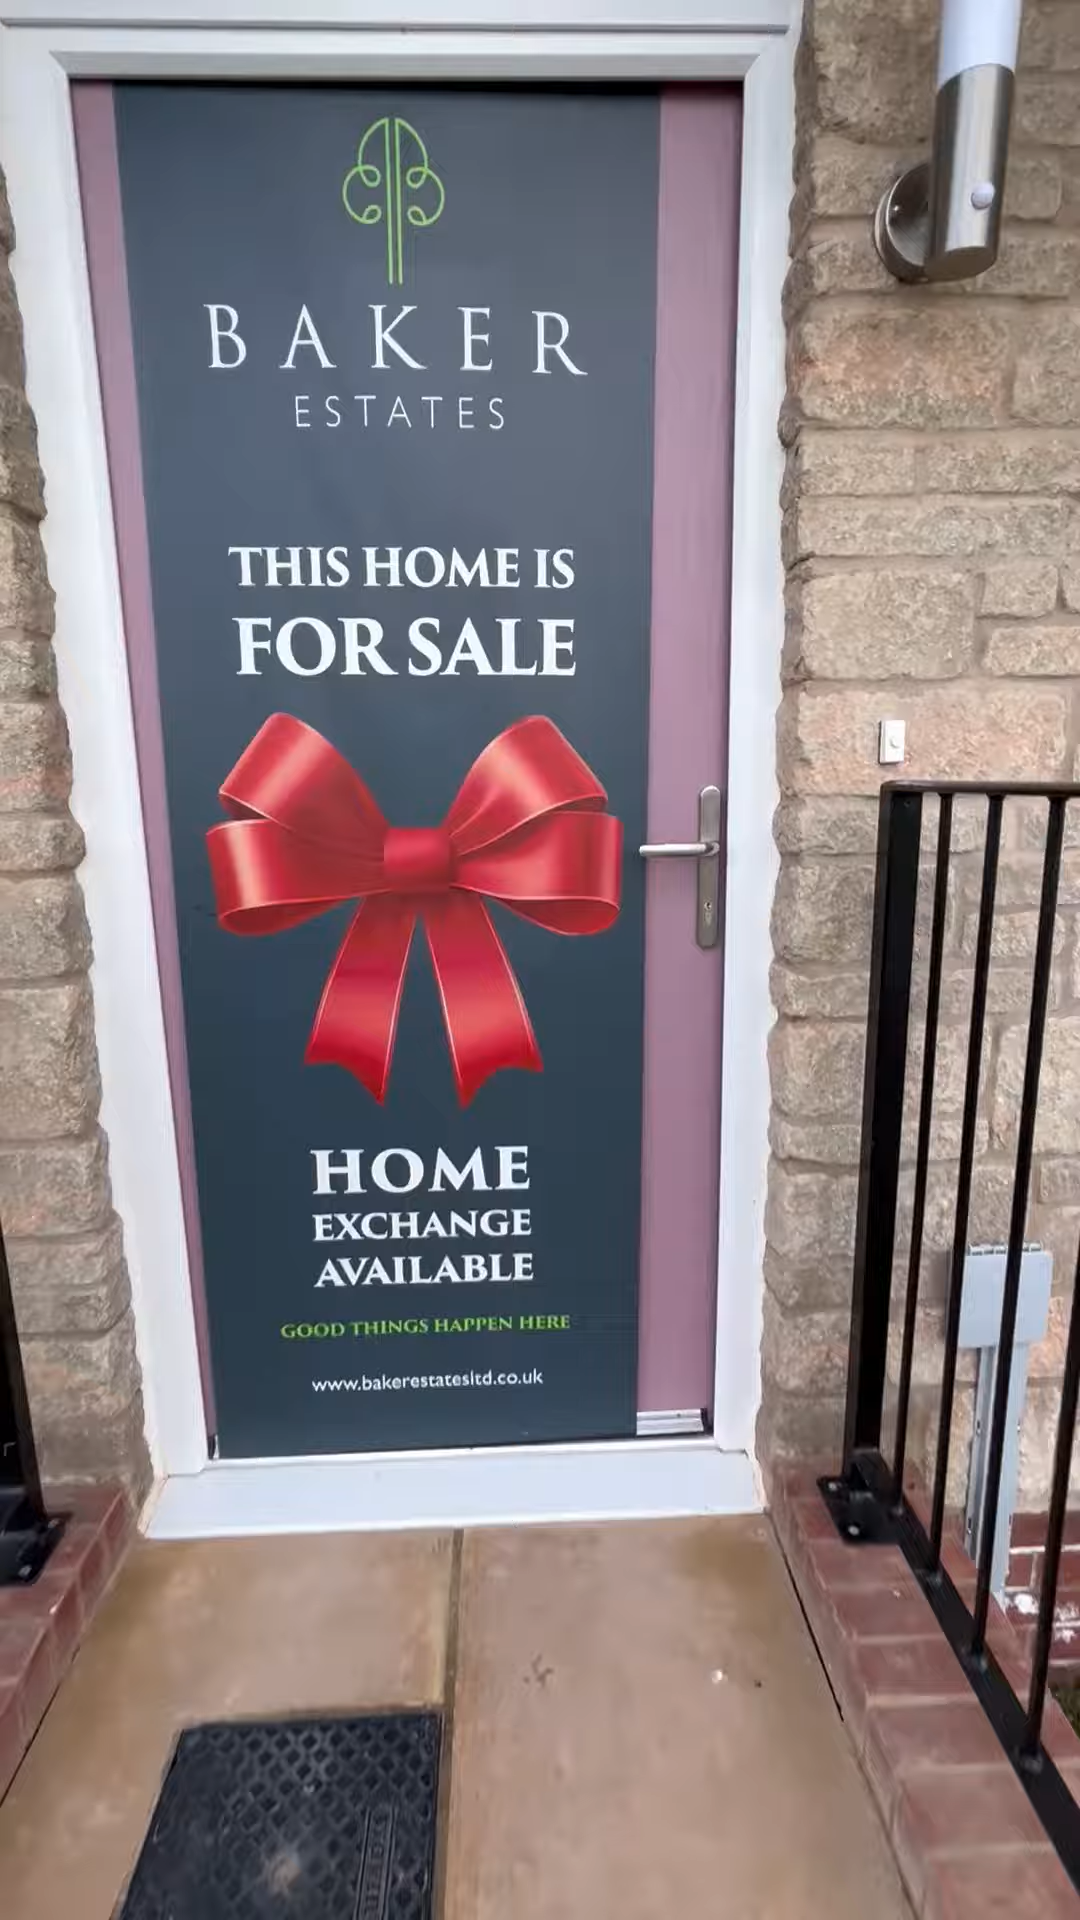 BAKER
ESTATES
THIS HOME IS
FOR SALE
HOME
EXCHANGE
AVAILABLE
GOOD THINGS HAPPEN HERE
www.bakerestatesltd.co.uk